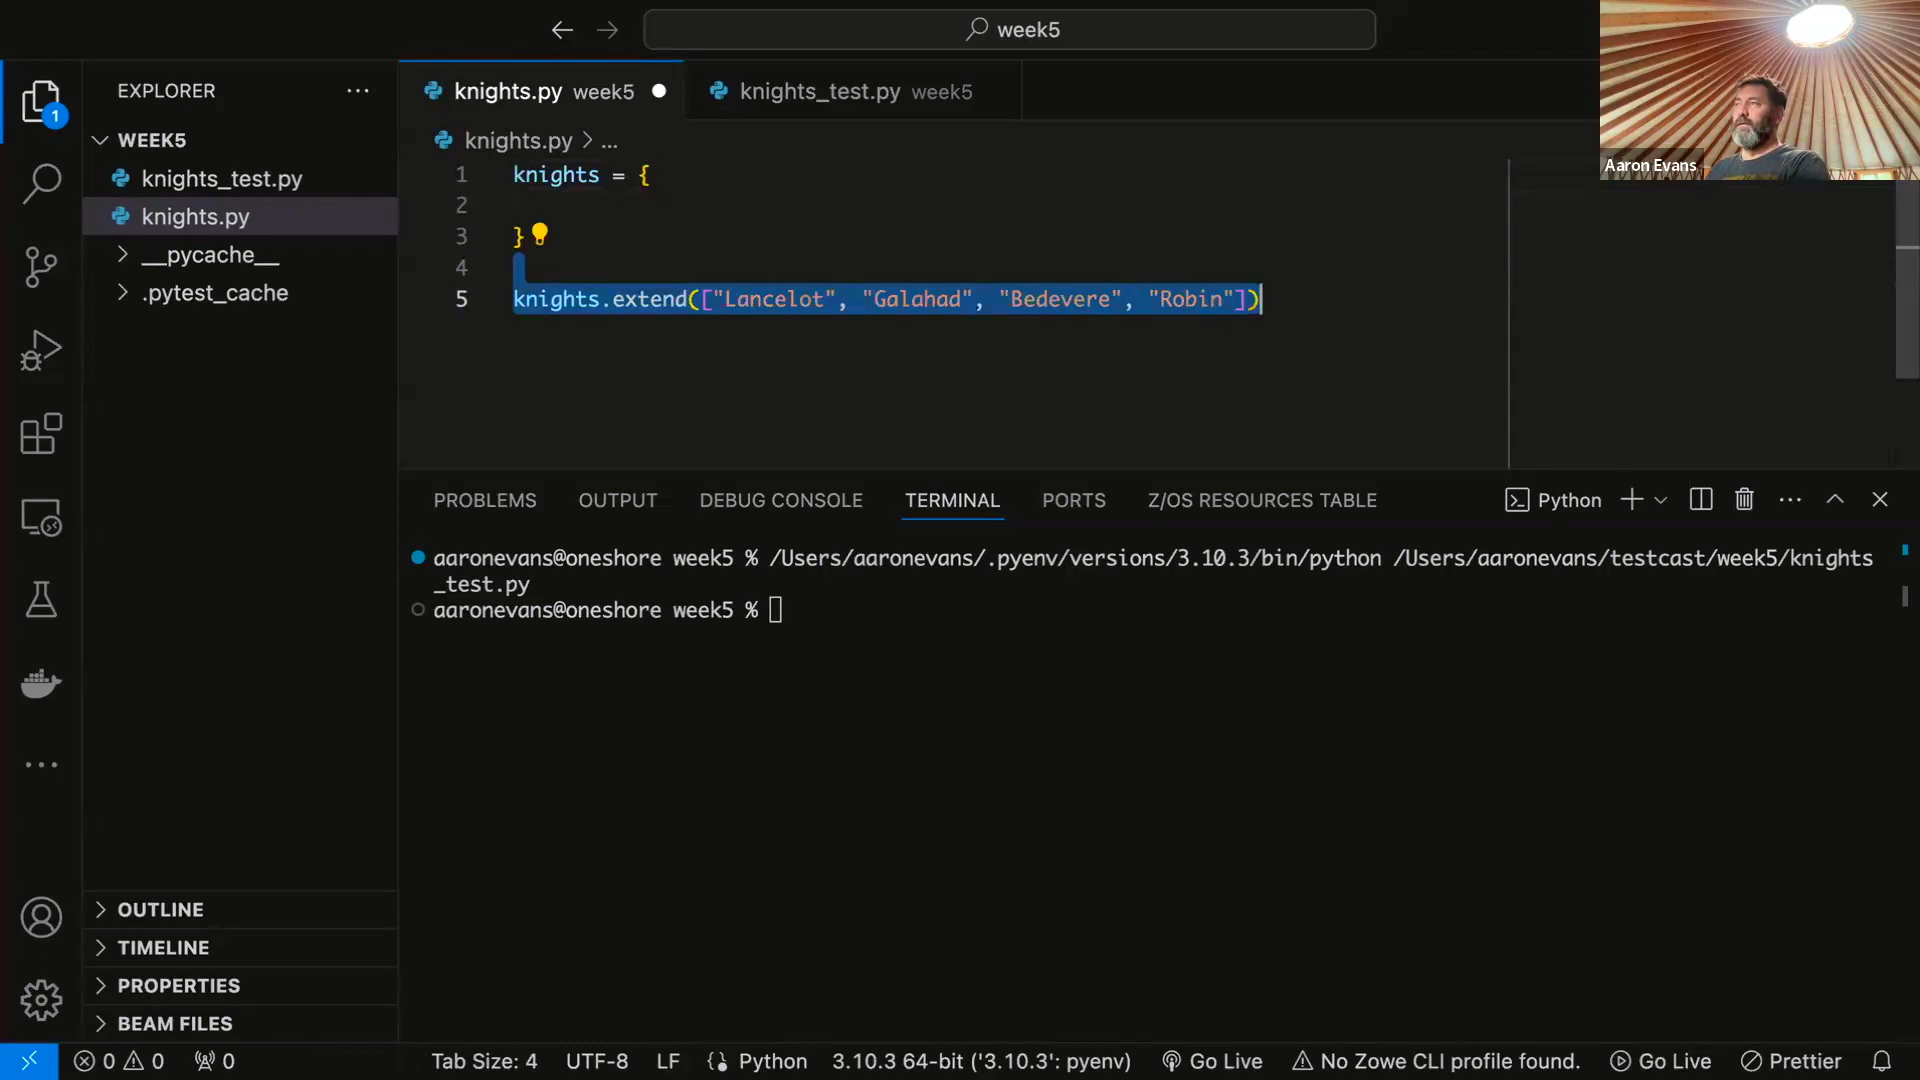 week5
Aaron Evans
EXPLORER
WEEK5
knights_test.py
knights.py
__pycache__
.pytest_cache
OUTLINE
TIMELINE
PROPERTIES
BEAM FILES
1
knights.py week5
knights_test.py week5
knights.py > ...
1 knights = {
2
3 }
4
5 knights.extend(["Lancelot", "Galahad", "Bedevere", "Robin"])
PROBLEMS OUTPUT DEBUG CONSOLE TERMINAL PORTS Z/OS RESOURCES TABLE Python
aaronevans@oneshore week5 % /Users/aaronevans/.pyenv/versions/3.10.3/bin/python /Users/aaronevans/testcast/week5/knights
_test.py
aaronevans@oneshore week5 %
0 0 0 Tab Size: 4 UTF-8 LF Python 3.10.3 64-bit ('3.10.3': pyenv) Go Live No Zowe CLI profile found. Go Live Prettier